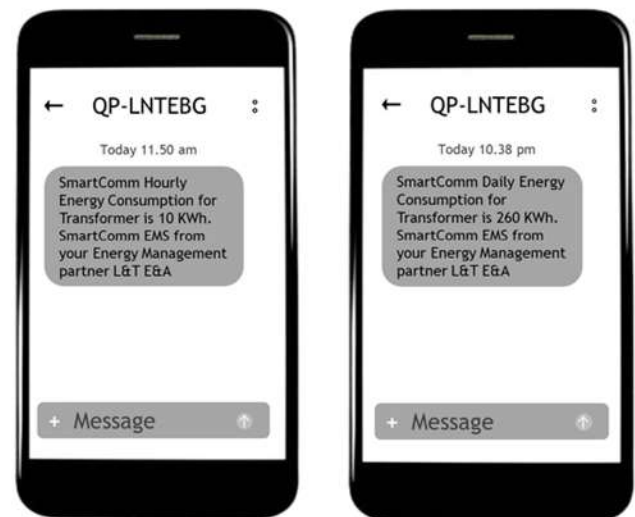 ← QP-LNTEBG
Today 11.50 am
SmartComm Hourly
Energy Consumption for
Transformer is 10 KWh.
SmartComm EMS from
your Energy Management
partner L&T E&A
+ Message
← QP-LNTEBG
Today 10.38 pm
SmartComm Daily Energy
Consumption for
Transformer is 260 KWh.
SmartComm EMS from
your Energy Management
partner L&T E&A
+ Message